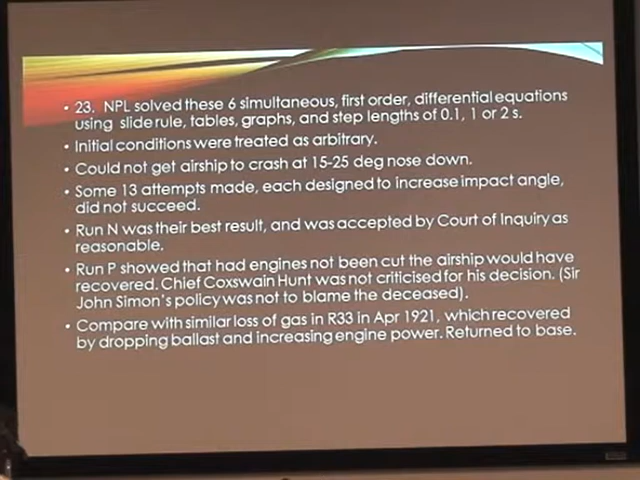 • 23. NPL solved these 6 simultaneous, first order, differential equations
using slide rule, tables, graphs, and step lengths of 0.1, 1 or 2 s.
• Initial conditions were treated as arbitrary.
• Could not get airship to crash at 15-25 deg nose down.
• Some 13 attempts made, each designed to increase impact angle,
did not succeed.
• Run N was their best result, and was accepted by Court of Inquiry as
reasonable.
• Run P showed that had engines not been cut the airship would have
recovered. Chief Coxswain Hunt was not criticised for his decision. (Sir
John Simon's policy was not to blame the deceased).
• Compare with similar loss of gas in R33 in Apr 1921, which recovered
by dropping ballast and increasing engine power. Returned to base.